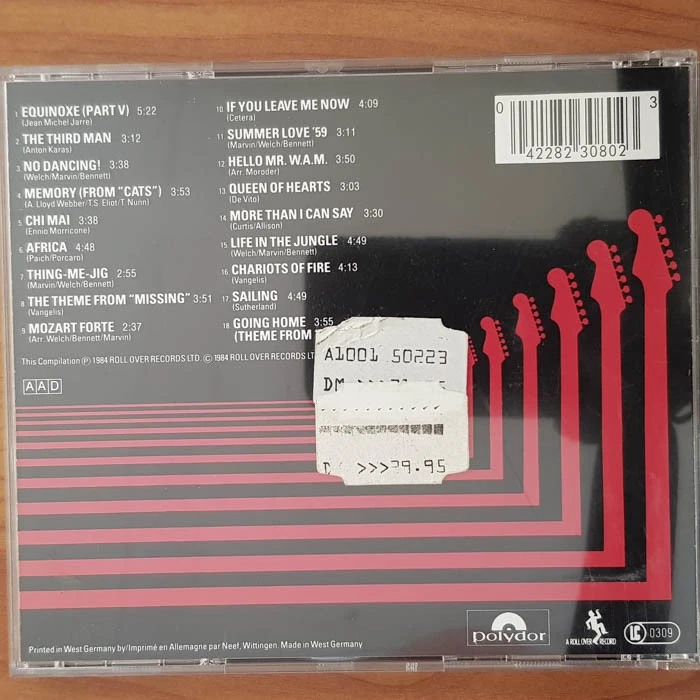 1 EQUINOXE (PART V) 5:22
(Jean Michel Jarre)
2 THE THIRD MAN 3:12
(Anton Karas)
3 NO DANCING! 3:38
(Welch/Marvin/Bennett)
4 MEMORY (FROM "CATS") 3:53
(A. Lloyd Webber/T.S. Eliot/T. Nunn)
5 CHI MAI 3:38
(Ennio Morricone)
6 AFRICA 4:48
(Paich/Porcaro)
7 THING-ME-JIG 2:55
(Marvin/Welch/Bennett)
8 THE THEME FROM "MISSING" 3:51
(Vangelis)
9 MOZART FORTE 2:37
(Arr. Welch/Bennett/Marvin)
10 IF YOU LEAVE ME NOW 4:09
(Cetera)
11 SUMMER LOVE '59 3:11
(Marvin/Welch/Bennett)
12 HELLO MR. W.A.M. 3:50
(Arr. Moroder)
13 QUEEN OF HEARTS 3:03
(De Vito)
14 MORE THAN I CAN SAY 3:30
(Curtis/Allison)
15 LIFE IN THE JUNGLE 4:49
(Welch/Marvin/Bennett)
16 CHARIOTS OF FIRE 4:13
(Vangelis)
17 SAILING 4:49
(Sutherland)
18 GOING HOME 3:55
(THEME FROM
This Compilation Ⓟ 1984 ROLL OVER RECORDS LTD. © 1984 ROLL OVER RECORDS
AAD
0 42282 30802 3
A1001 50223
DM
>>>39.95
polydor
A ROLL OVER RECORD
LC 0309
Printed in West Germany by/Imprimé en Allemagne par Neef, Wittingen. Made in West Germany